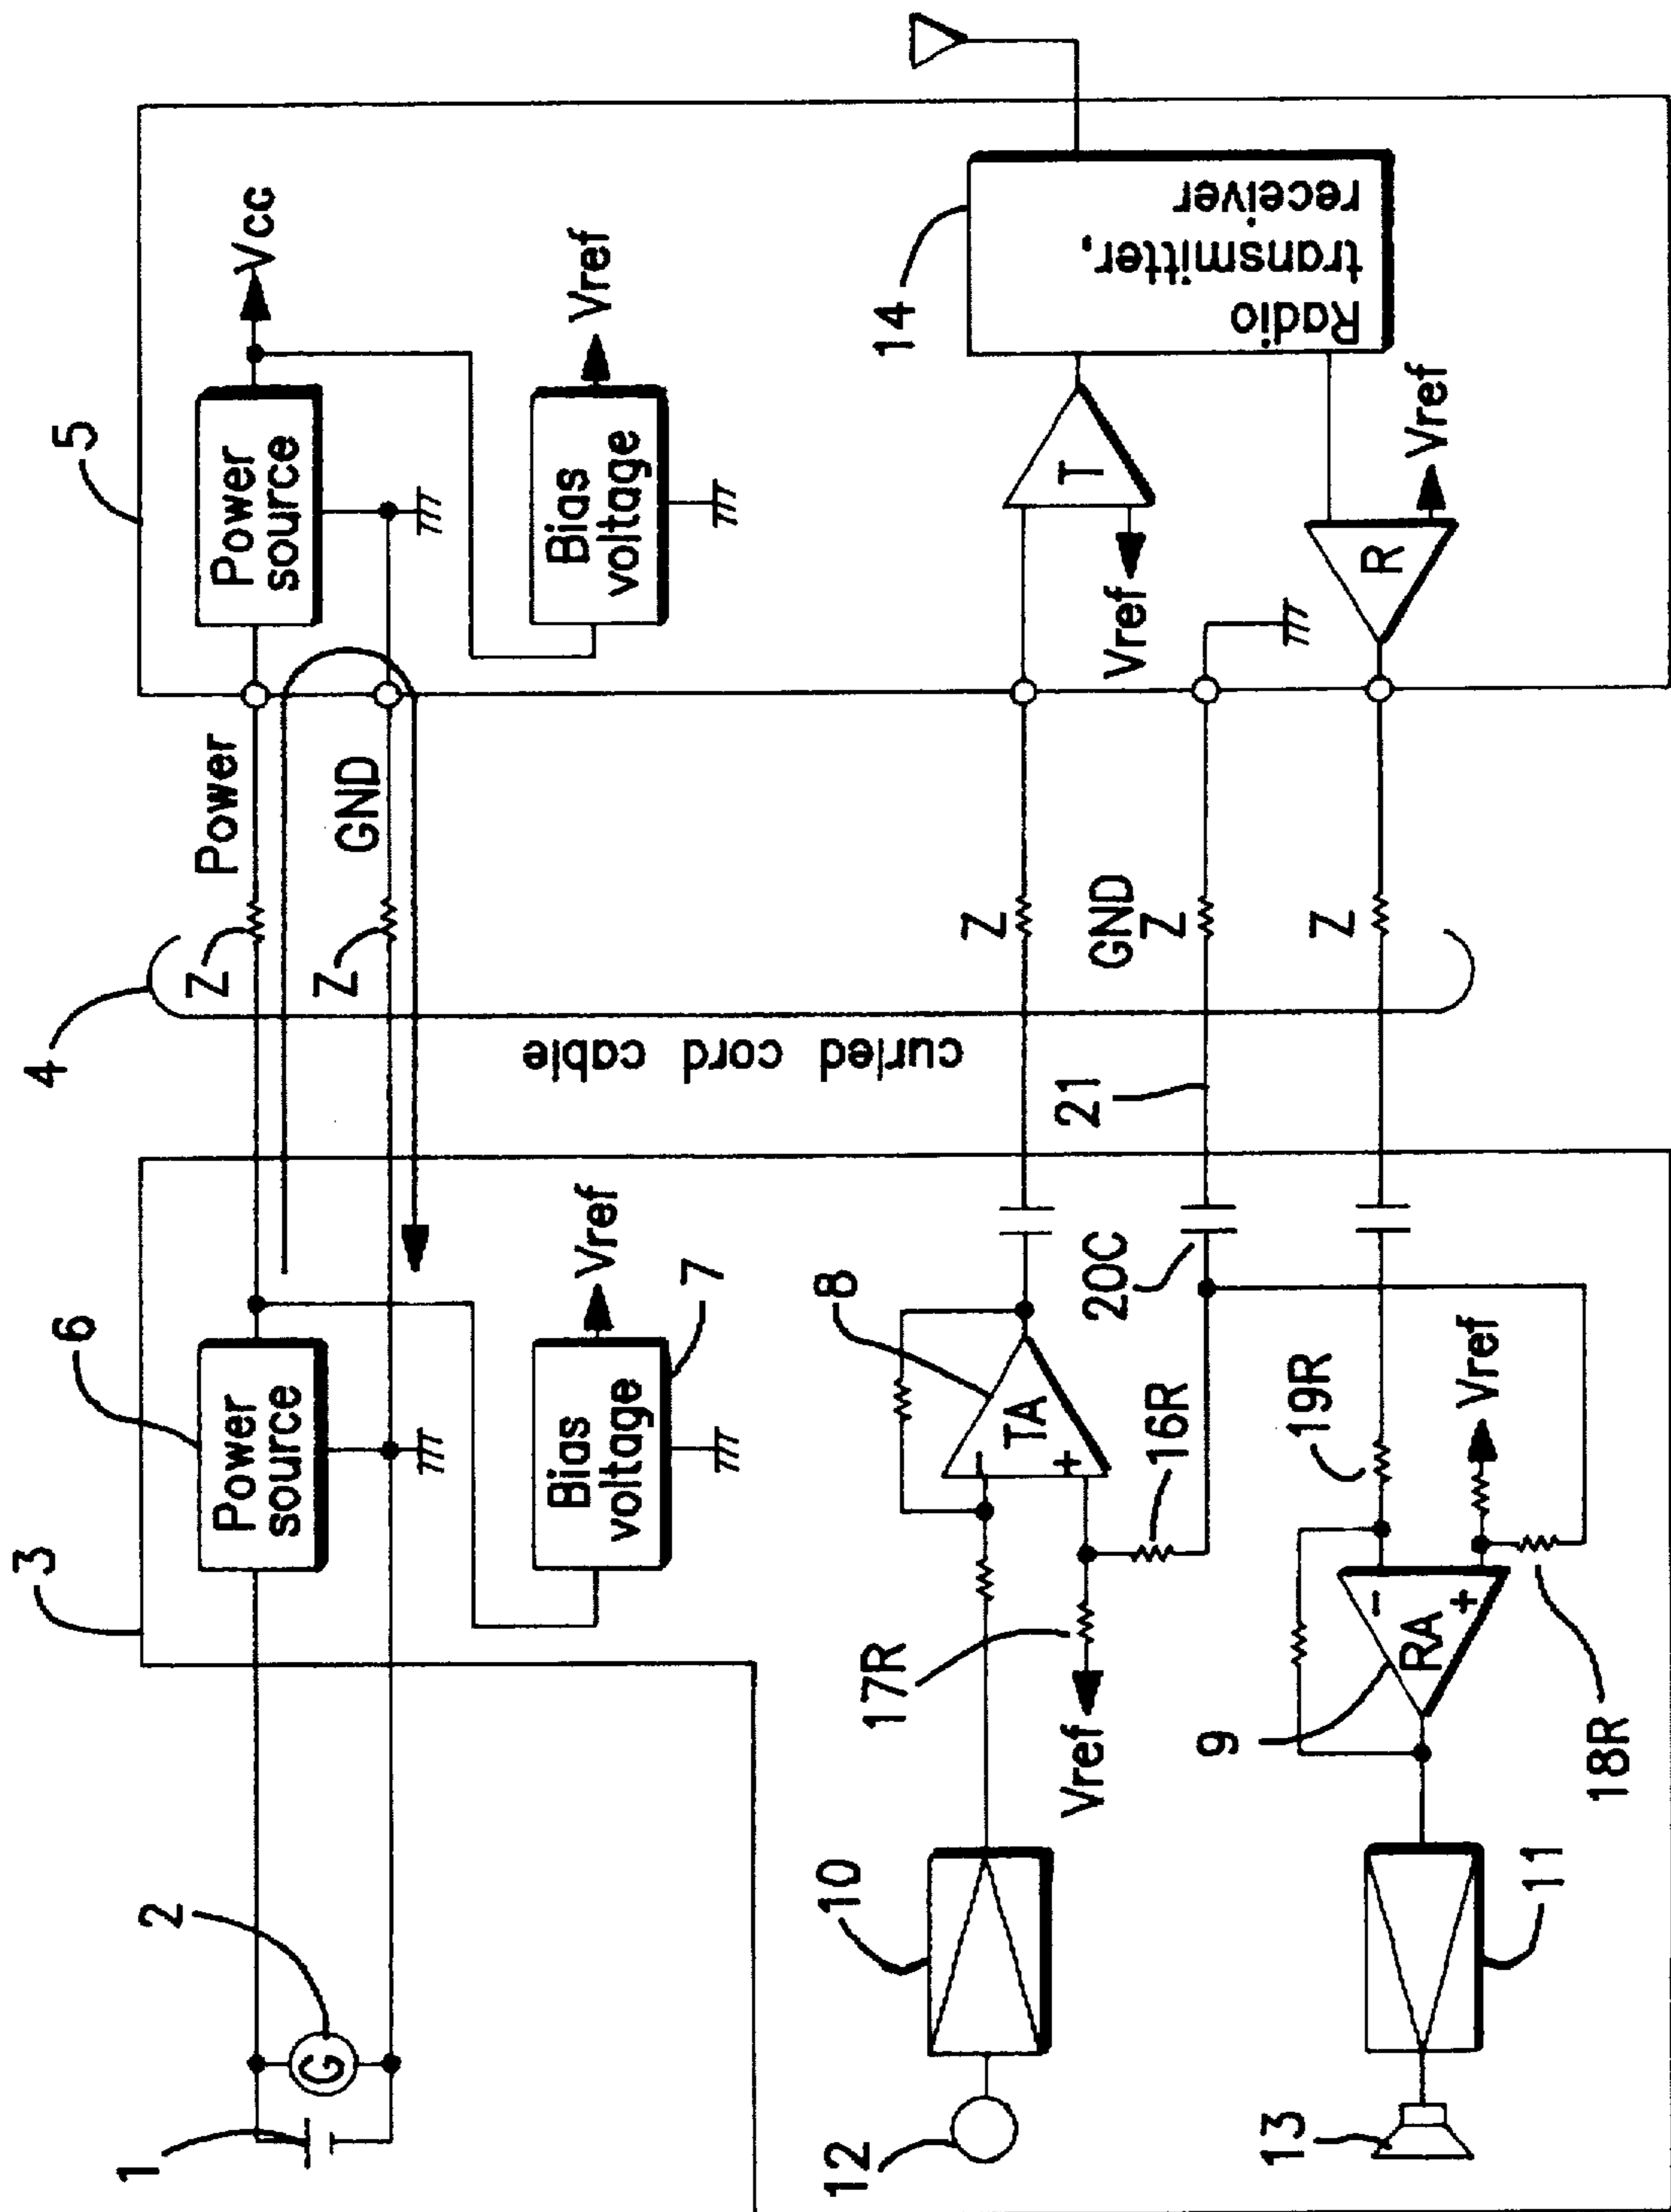 3
4
5
1
2
6
Power
source
Z
Power
Power
source
Vcc
Z
GND
Bias
voltage
7
Vref
Bias
voltage
Vref
curied cord cabie
12
10
8
TA
−
+
Z
T
Vref
14
Radio
transmitter,
receiver
17R
Vref
16R
20C
21
GND
Z
9
RA
−
+
19R
Vref
Z
R
Vref
13
11
18R